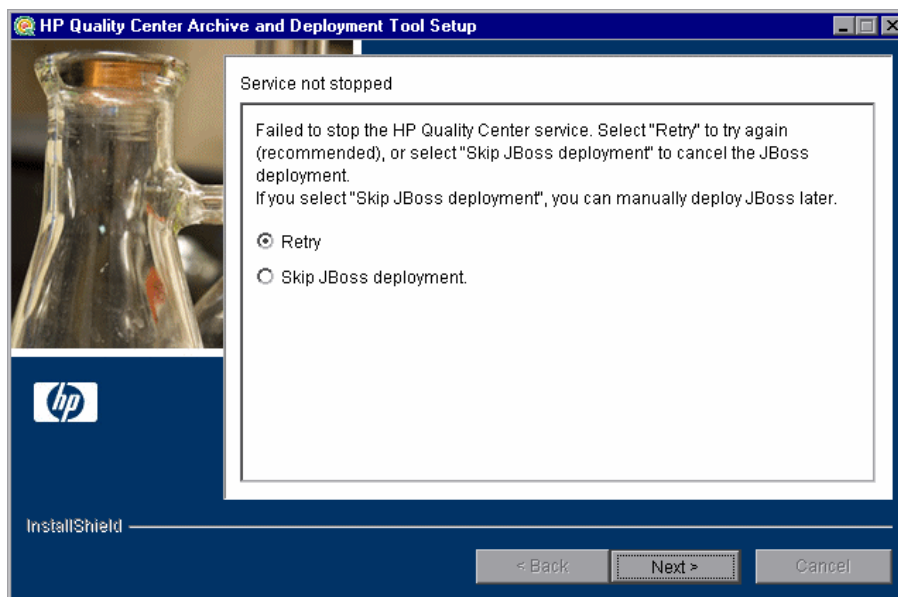 HP Quality Center Archive and Deployment Tool Setup
Service not stopped
Failed to stop the HP Quality Center service. Select "Retry" to try again
(recommended), or select "Skip JBoss deployment" to cancel the JBoss
deployment.
If you select "Skip JBoss deployment", you can manually deploy JBoss later.
Retry
Skip JBoss deployment.
hp
InstallShield
< Back
Next >
Cancel